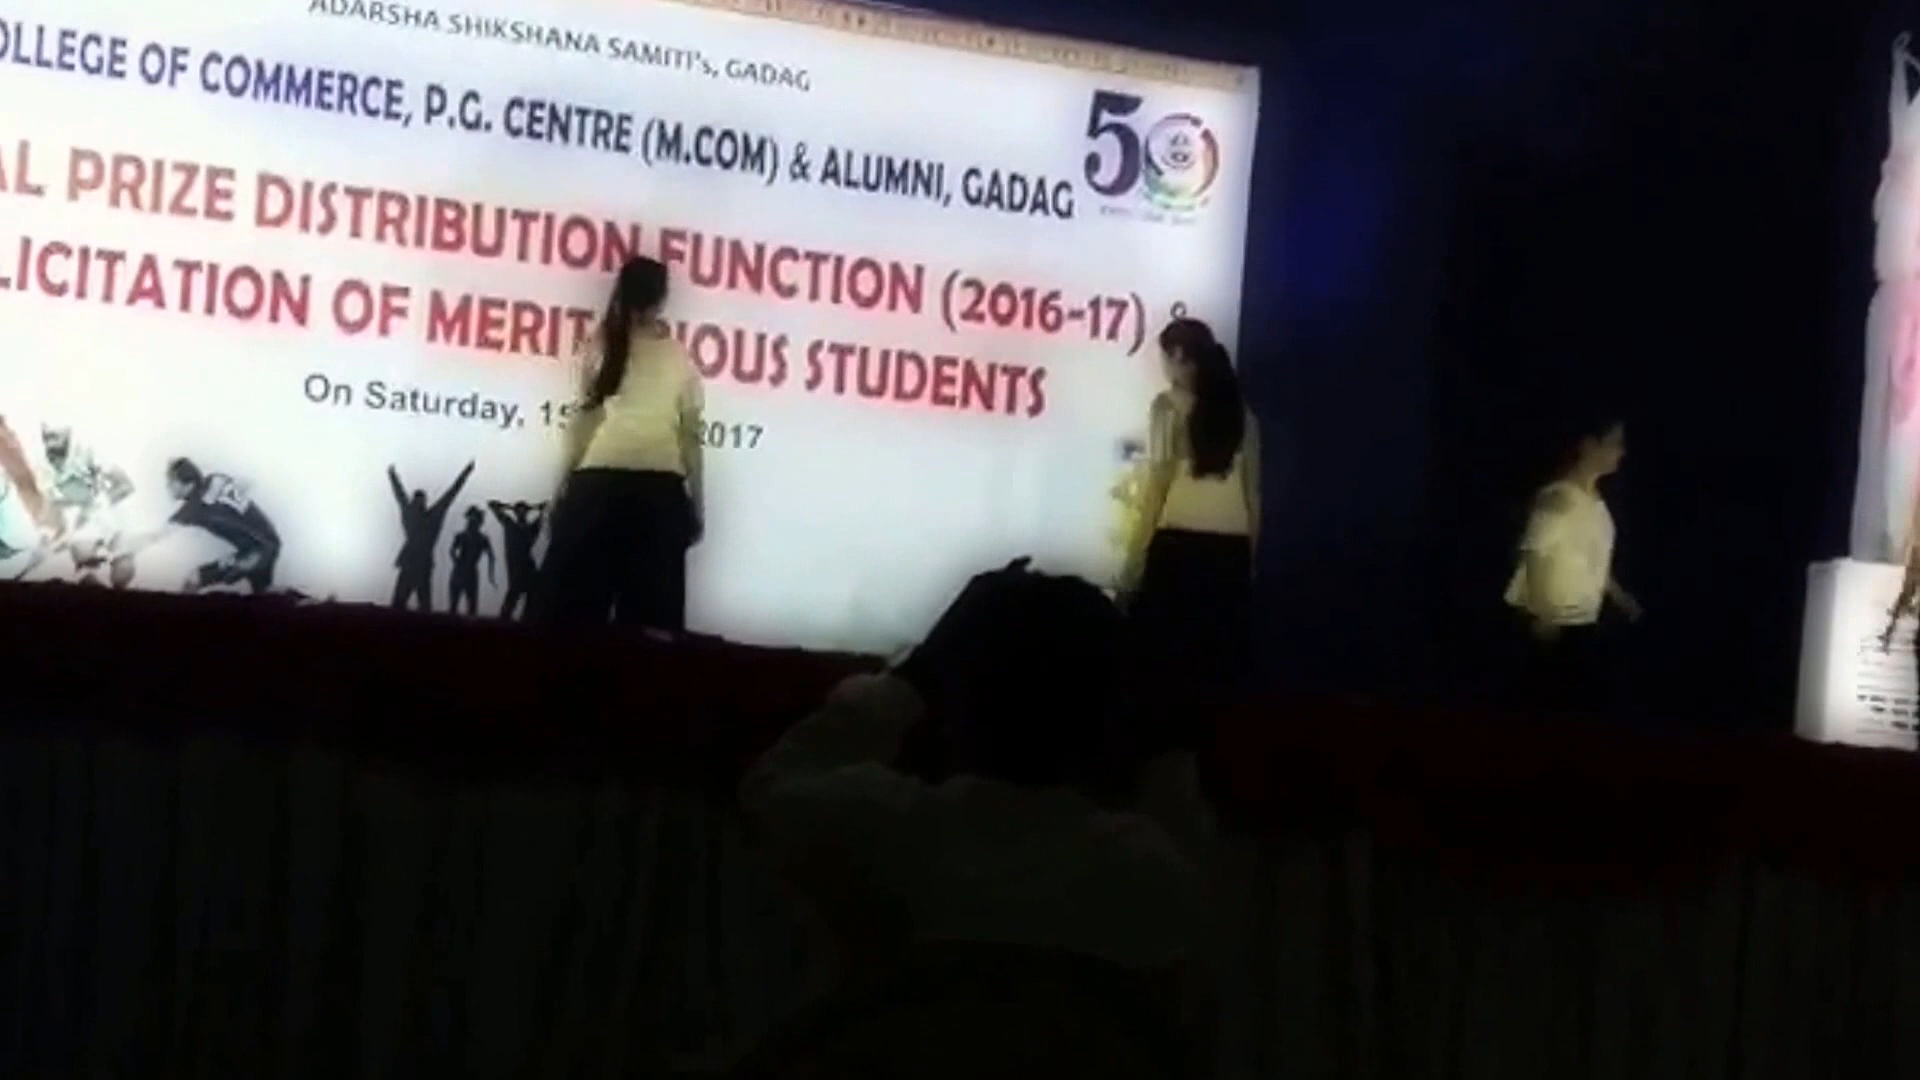 ADARSHA SHIKSHANA SAMITI's, GADAG
OLLEGE OF COMMERCE, P.G. CENTRE (M.COM) & ALUMNI, GADAG
50
AL PRIZE DISTRIBUTION FUNCTION (2016-17) &
LICITATION OF MERIT IOUS STUDENTS
On Saturday, 15 2017